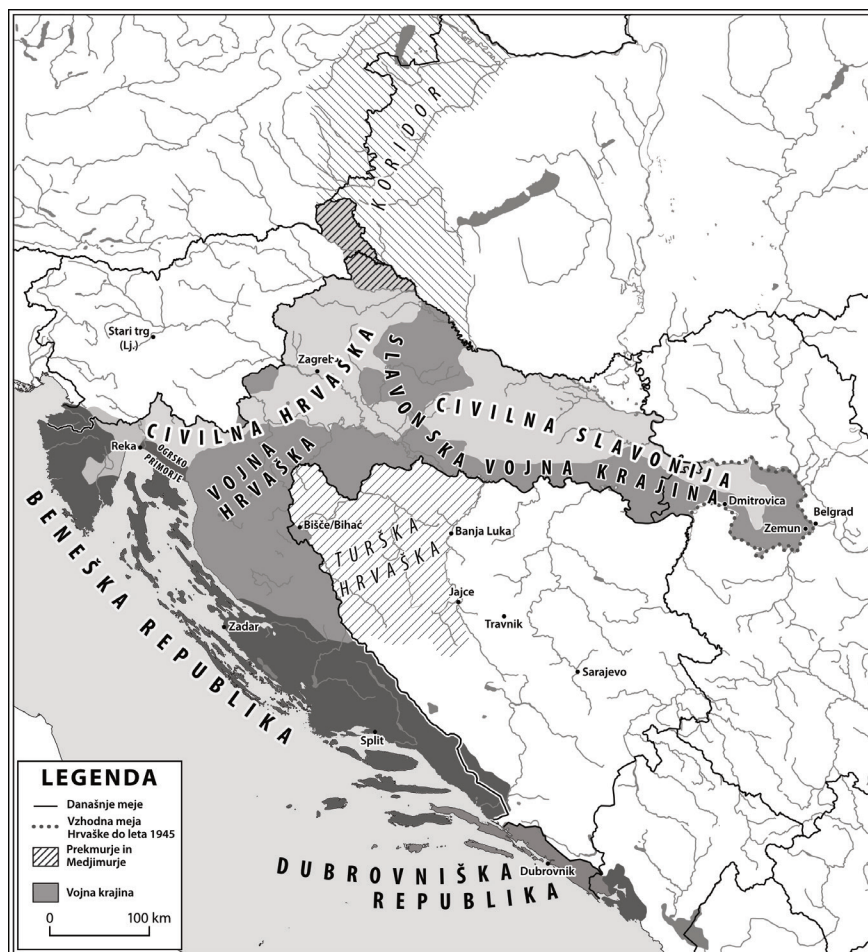 KORIDOR
Stari trg
(Lj.)
Zagreb
CIVILNA HRVAŠKA
SLAVONSKA VOJNA KRAJINA
CIVILNA SLAVONIJA
Reka
OGRSKO
PRIMORJE
VOJNA
HRVAŠKA
Dmitrovica
Belgrad
Zemun
Bišče/Bihać
Banja Luka
TURŠKA
HRVAŠKA
Jajce
Travnik
BENEŠKA REPUBLIKA
Zadar
Sarajevo
Split
DUBROVNIŠKA
REPUBLIKA
Dubrovnik
LEGENDA
Današnje meje
Vzhodna meja
Hrvaške do leta 1945
Prekmurje in
Medjimurje
Vojna krajina
0 100 km